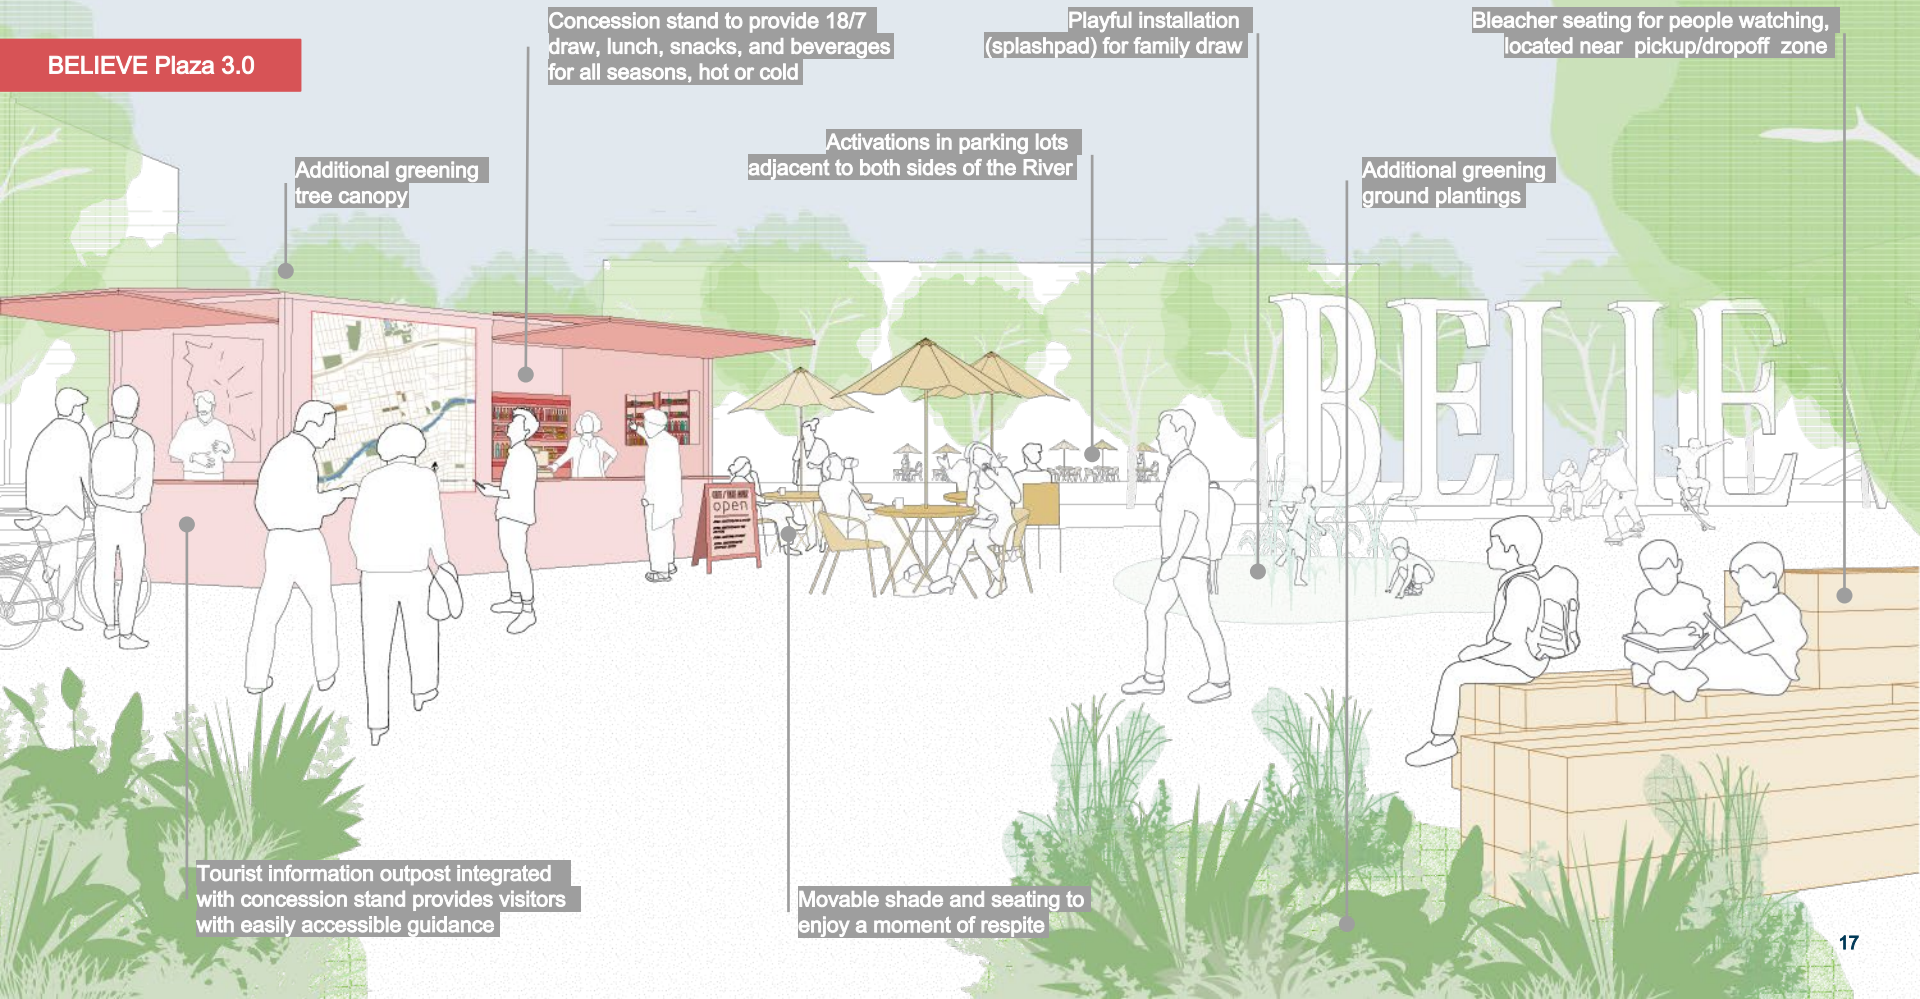 BELIEVE Plaza 3.0
Concession stand to provide 18/7
draw, lunch, snacks, and beverages
for all seasons, hot or cold
Playful installation
(splashpad) for family draw
Bleacher seating for people watching,
located near pickup/dropoff zone
Additional greening
tree canopy
Activations in parking lots
adjacent to both sides of the River
Additional greening
ground plantings
BELIE
open
Tourist information outpost integrated
with concession stand provides visitors
with easily accessible guidance
Movable shade and seating to
enjoy a moment of respite
17